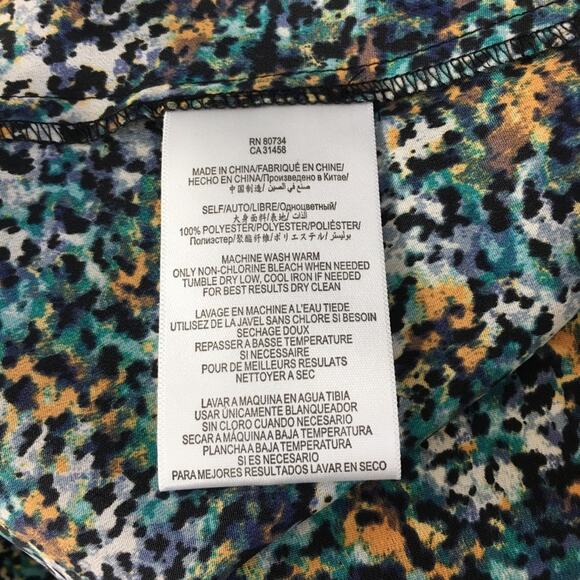 RN 80734
CA 31458
MADE IN CHINA/FABRIQUÉ EN CHINE/
HECHO EN CHINA/Произведено в Китае/
中国制造/ صنع في الصين
SELF/AUTO/LIBRE/Одноцветный/
大身面料/表地/ الذات
100% POLYESTER/POLYESTER/POLIÉSTER/
Полиэстер/聚酯纤维/ポリエステル/ بوليستر
MACHINE WASH WARM
ONLY NON-CHLORINE BLEACH WHEN NEEDED
TUMBLE DRY LOW, COOL IRON IF NEEDED
FOR BEST RESULTS DRY CLEAN
LAVAGE EN MACHINE A L'EAU TIEDE
UTILISEZ DE LA JAVEL SANS CHLORE SI BESOIN
SECHAGE DOUX
REPASSER A BASSE TEMPERATURE
SI NECESSAIRE
POUR DE MEILLEURS RESULATS
NETTOYER A SEC
LAVAR A MAQUINA EN AGUA TIBIA
USAR ÚNICAMENTE BLANQUEADOR
SIN CLORO CUANDO NECESARIO
SECAR A MÁQUINA A BAJA TEMPERATURA
PLANCHA A BAJA TEMPERATURA
SI ES NECESARIO
PARA MEJORES RESULTADOS LAVAR EN SECO